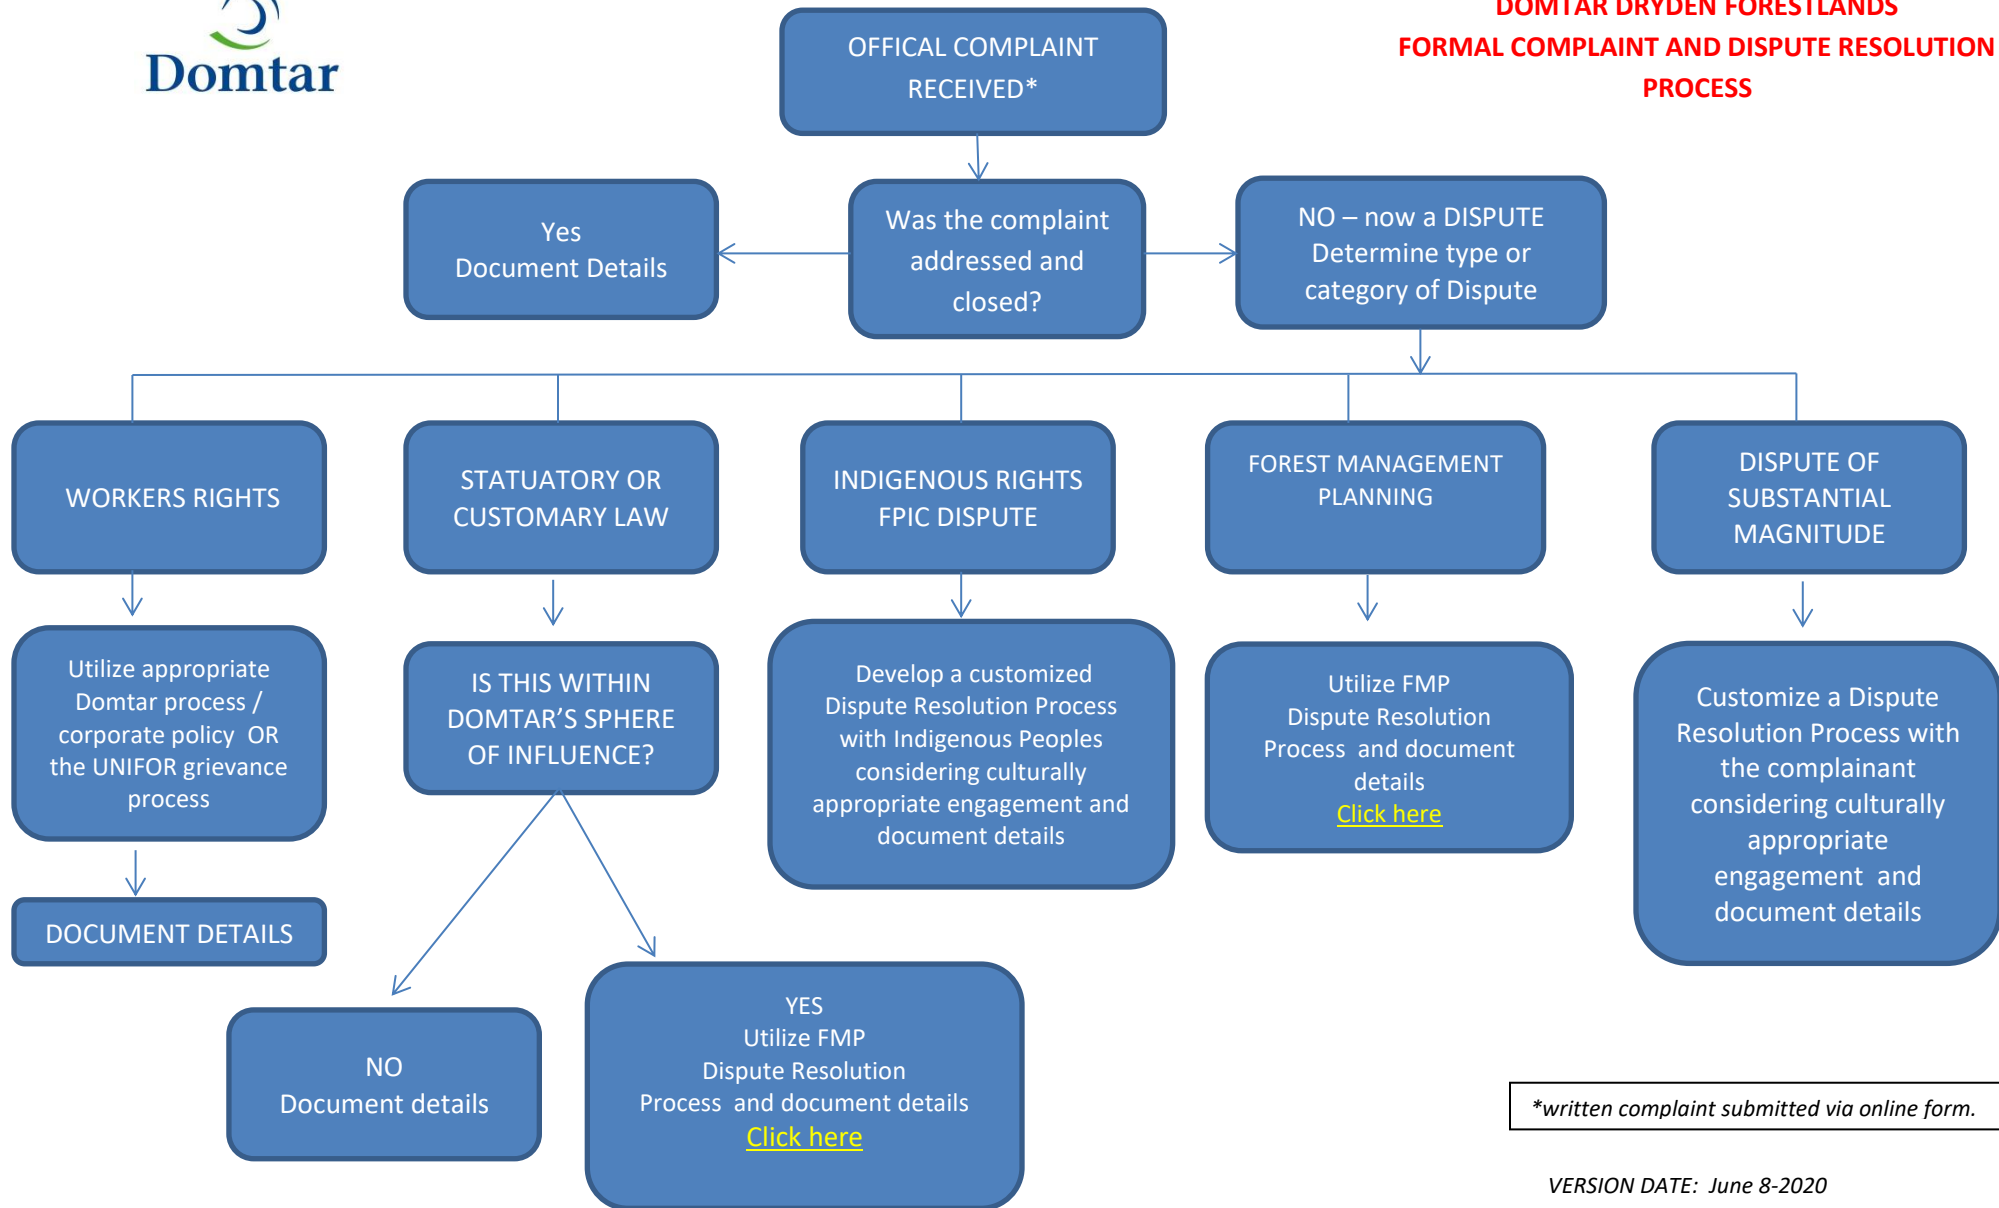 Domtar
DOMTAR DRYDEN FORESTLANDS
FORMAL COMPLAINT AND DISPUTE RESOLUTION
PROCESS
OFFICAL COMPLAINT
RECEIVED*
Yes
Document Details
Was the complaint
addressed and
closed?
NO – now a DISPUTE
Determine type or
category of Dispute
WORKERS RIGHTS
STATUATORY OR
CUSTOMARY LAW
INDIGENOUS RIGHTS
FPIC DISPUTE
FOREST MANAGEMENT
PLANNING
DISPUTE OF
SUBSTANTIAL
MAGNITUDE
Utilize appropriate
Domtar process /
corporate policy OR
the UNIFOR grievance
process
IS THIS WITHIN
DOMTAR’S SPHERE
OF INFLUENCE?
Develop a customized
Dispute Resolution Process
with Indigenous Peoples
considering culturally
appropriate engagement and
document details
Utilize FMP
Dispute Resolution
Process and document
details
Click here
Customize a Dispute
Resolution Process with
the complainant
considering culturally
appropriate
engagement and
document details
DOCUMENT DETAILS
NO
Document details
YES
Utilize FMP
Dispute Resolution
Process and document details
Click here
*written complaint submitted via online form.
VERSION DATE: June 8-2020